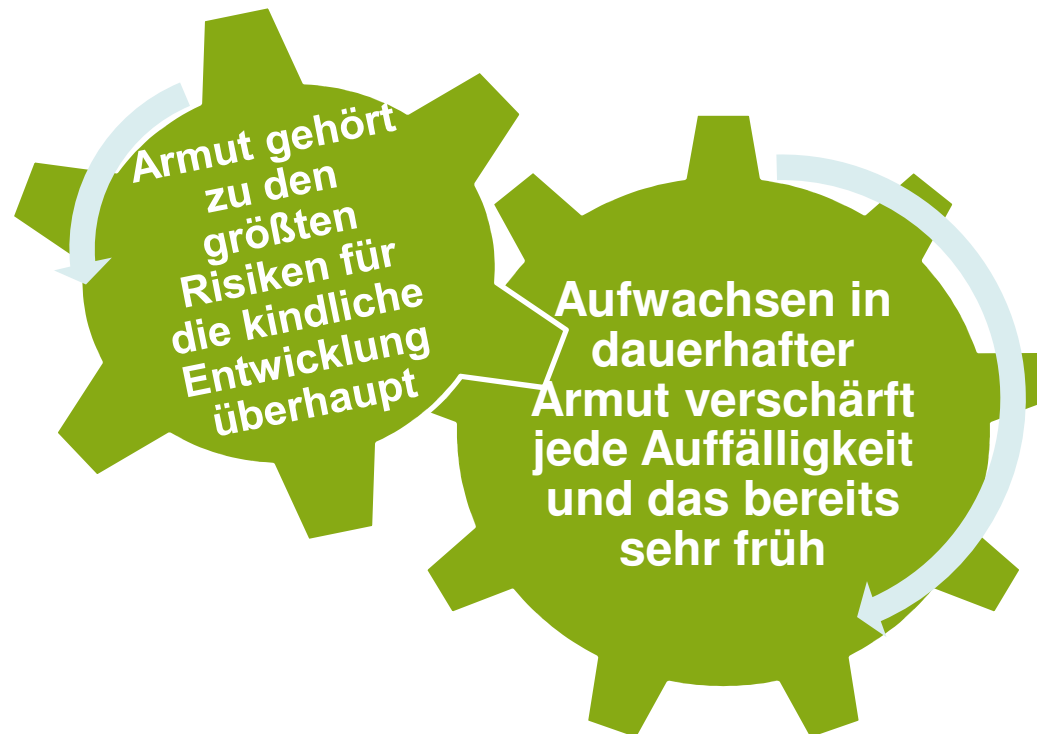 Armut gehört
zu den
größten
Risiken für
die kindliche
Entwicklung
überhaupt
Aufwachsen in
dauerhafter
Armut verschärft
jede Auffälligkeit
und das bereits
sehr früh